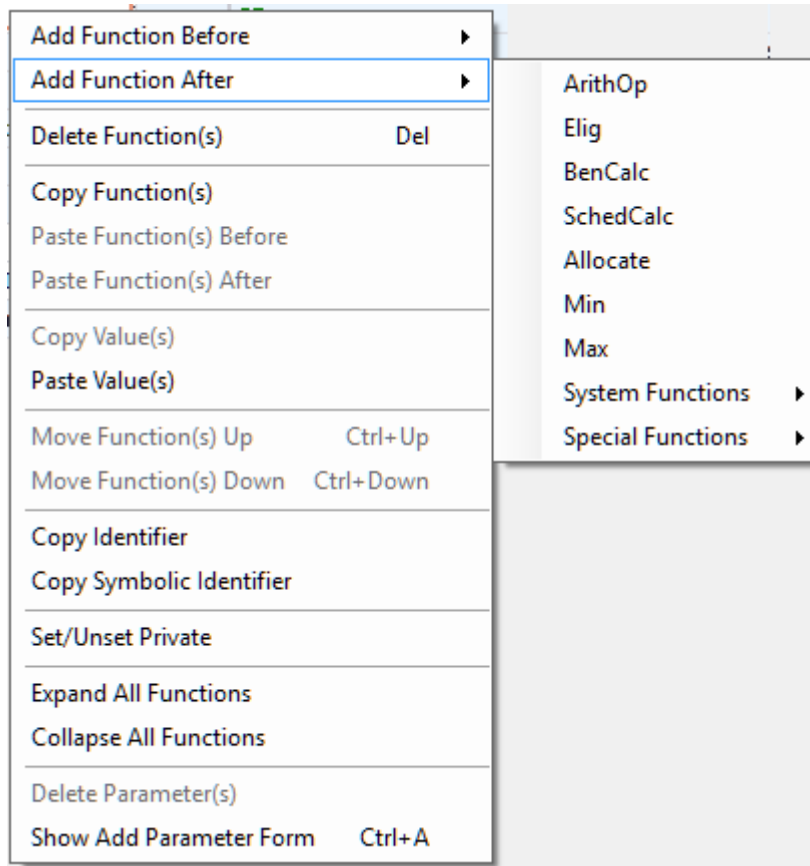 Add Function Before
Add Function After
Delete Function(s) Del
Copy Function(s)
Paste Function(s) Before
Paste Function(s) After
Copy Value(s)
Paste Value(s)
Move Function(s) Up Ctrl+Up
Move Function(s) Down Ctrl+Down
Copy Identifier
Copy Symbolic Identifier
Set/Unset Private
Expand All Functions
Collapse All Functions
Delete Parameter(s)
Show Add Parameter Form Ctrl+A
ArithOp
Elig
BenCalc
SchedCalc
Allocate
Min
Max
System Functions
Special Functions